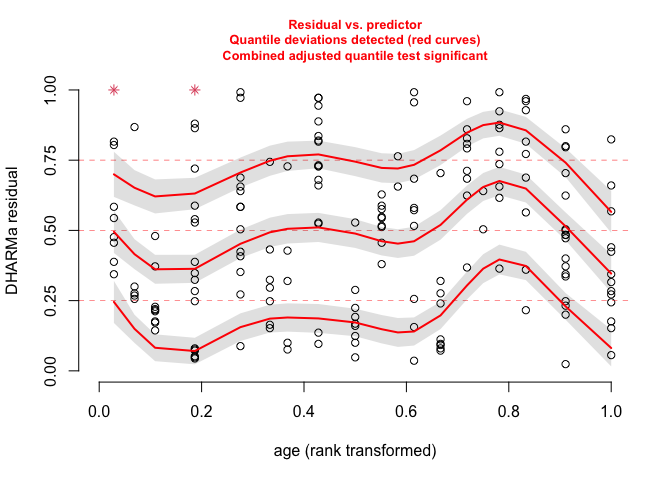 Residual vs. predictor
Quantile deviations detected (red curves)
Combined adjusted quantile test significant
1.00
0.75
0.50
0.25
0.00
DHARMa residual
0.0 0.2 0.4 0.6 0.8 1.0
age (rank transformed)